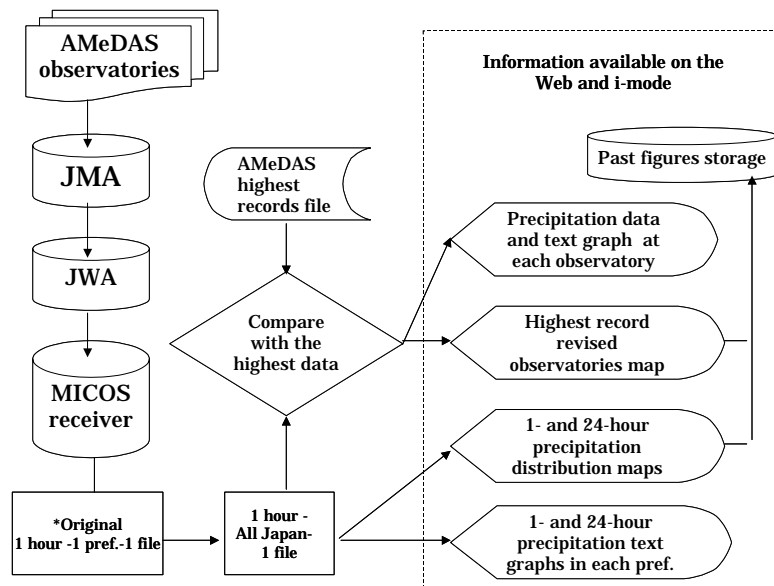 AMeDAS
observatories
JMA
JWA
MICOS
receiver
*Original
1 hour -1 pref.-1 file
1 hour -
All Japan-
1 file
AMeDAS
highest
records file
Compare
with the
highest data
Information available on the
Web and i-mode
Past figures storage
Precipitation data
and text graph at
each observatory
Highest record
revised
observatories map
1- and 24-hour
precipitation
distribution maps
1- and 24-hour
precipitation text
graphs in each pref.